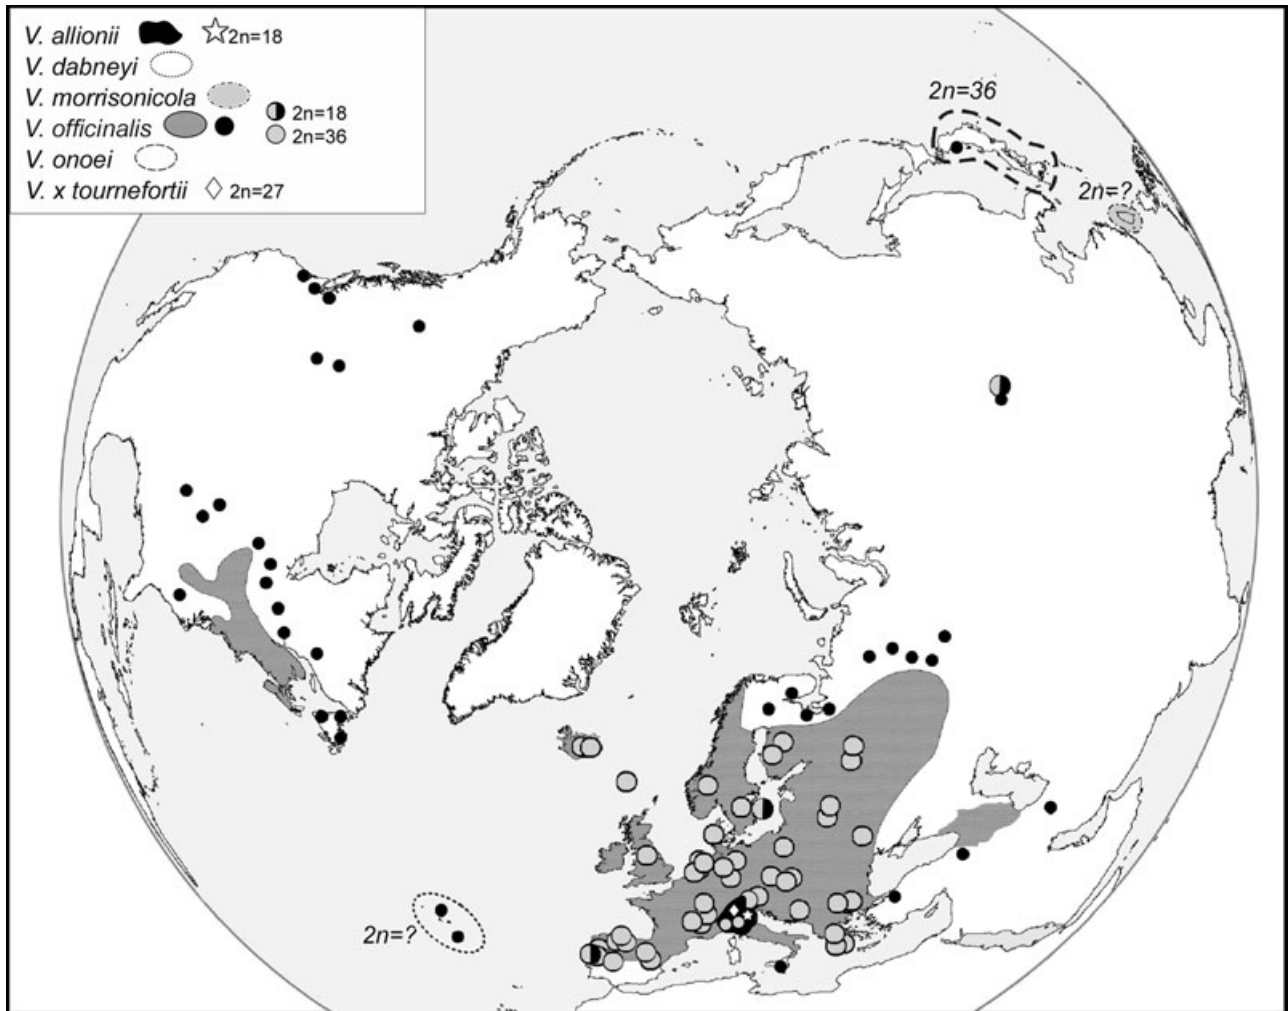 V. allionii 2n=18
V. dabneyi
V. morrisonicola
2n=18
V. officinalis
2n=36
V. onoei
V. x tournefortii 2n=27
2n=36
2n=?
2n=?